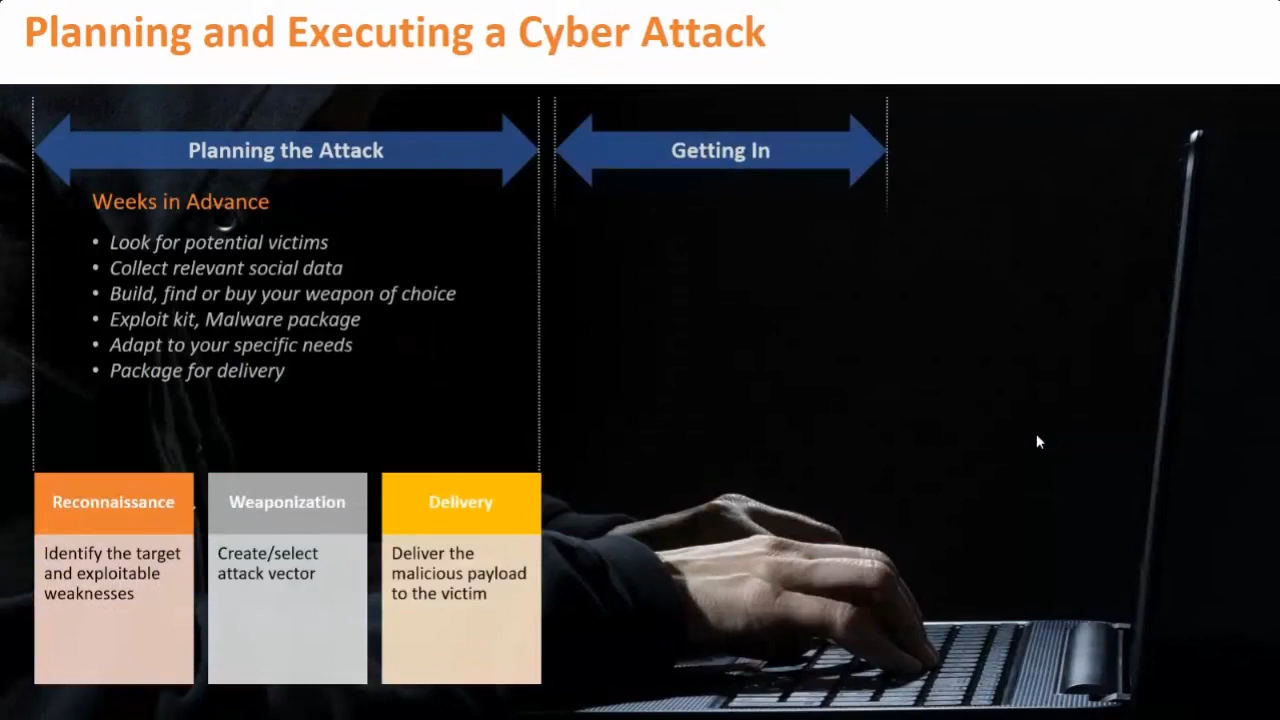 Planning and Executing a Cyber Attack
Planning the Attack
Getting In
Weeks in Advance
• Look for potential victims
• Collect relevant social data
• Build, find or buy your weapon of choice
• Exploit kit, Malware package
• Adapt to your specific needs
• Package for delivery
Reconnaissance
Identify the target
and exploitable
weaknesses
Weaponization
Create/select
attack vector
Delivery
Deliver the
malicious payload
to the victim